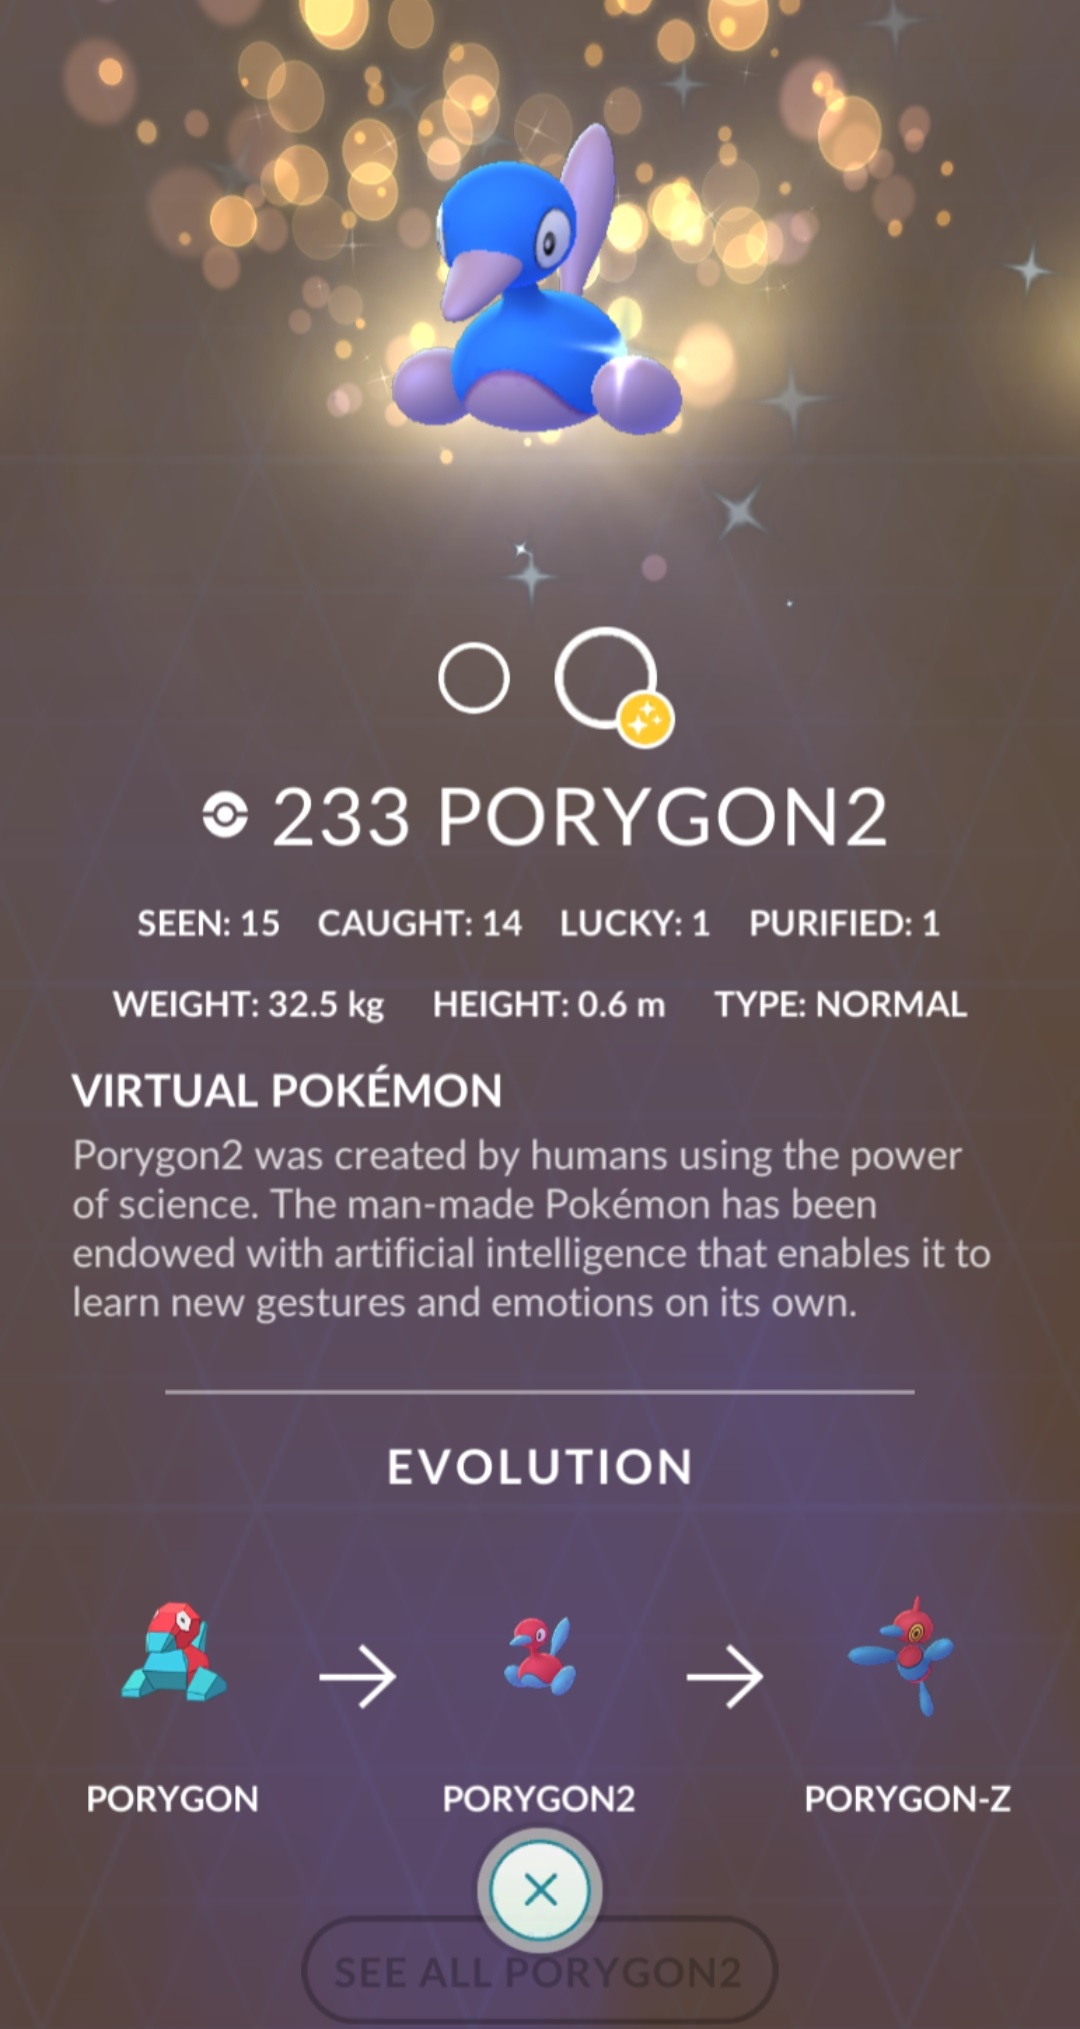 233 PORYGON2
SEEN: 15 CAUGHT: 14 LUCKY: 1 PURIFIED: 1
WEIGHT: 32.5 kg HEIGHT: 0.6 m TYPE: NORMAL
VIRTUAL POKÉMON
Porygon2 was created by humans using the power
of science. The man-made Pokémon has been
endowed with artificial intelligence that enables it to
learn new gestures and emotions on its own.
EVOLUTION
PORYGON PORYGON2 PORYGON-Z
SEE ALL PORYGON2